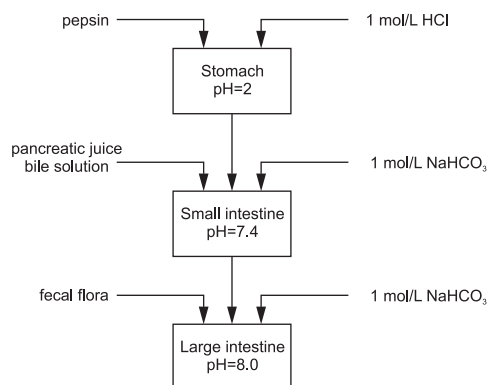 pepsin
1 mol/L HCl
Stomach
pH=2
pancreatic juice
bile solution
1 mol/L NaHCO₃
Small intestine
pH=7.4
fecal flora
1 mol/L NaHCO₃
Large intestine
pH=8.0